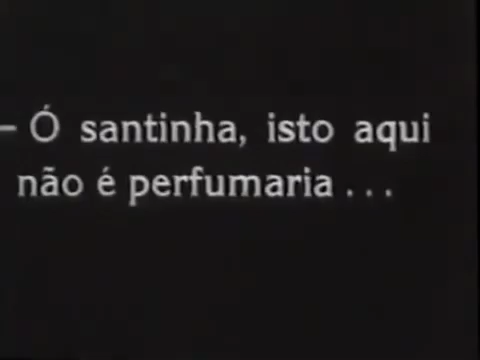 – Ó santinha, isto aqui
não é perfumaria . . .